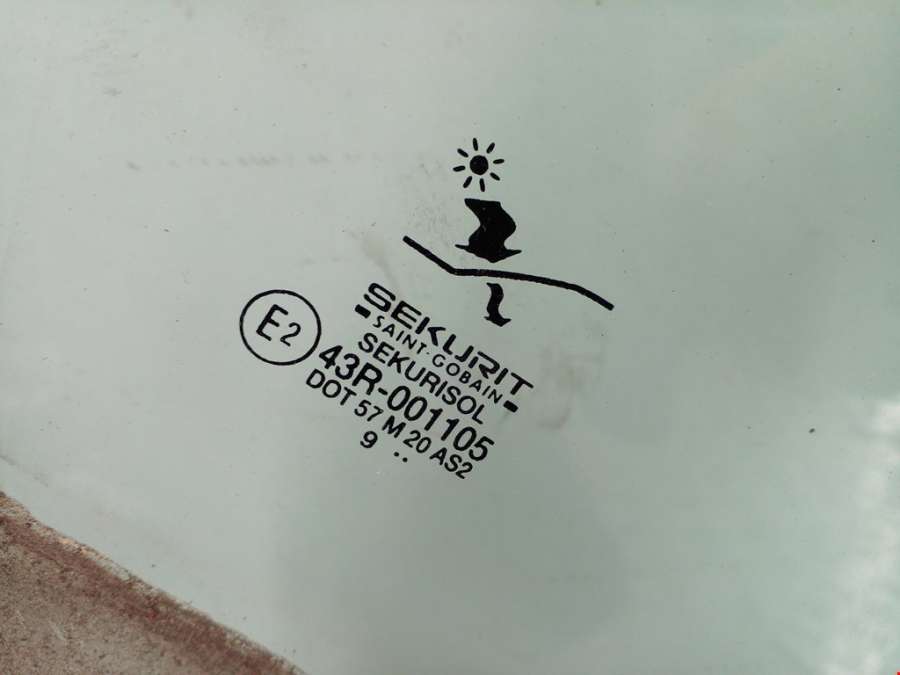 SEKURIT
SAINT-GOBAIN
SEKURISOL
E2
43R-001105
DOT 57 M 20 AS2
9 ..